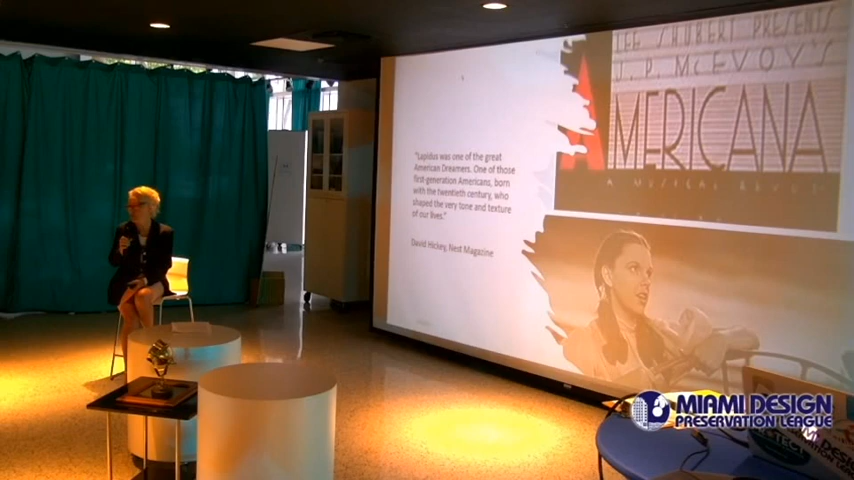 LEE SHUBERT PRESENTS
J.P. McEVOY'S
AMERICANA
A MUSICAL REVUE
"Lapidus was one of the great
American Dreamers. One of those
first-generation Americans, born
with the twentieth century, who
shaped the very tone and texture
of our lives."
David Hickey, Nest Magazine
MIAMI DESIGN
PRESERVATION LEAGUE